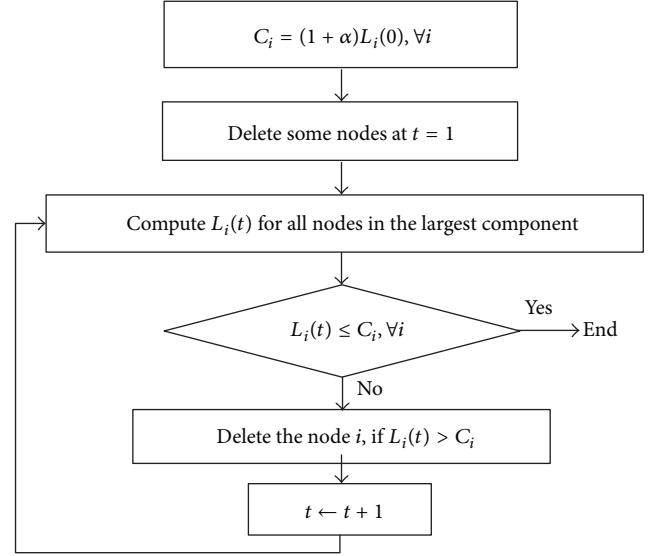 C_i = (1 + α)L_i(0), ∀i
Delete some nodes at t = 1
Compute L_i(t) for all nodes in the largest component
L_i(t) ≤ C_i, ∀i
Yes
End
No
Delete the node i, if L_i(t) > C_i
t ← t + 1